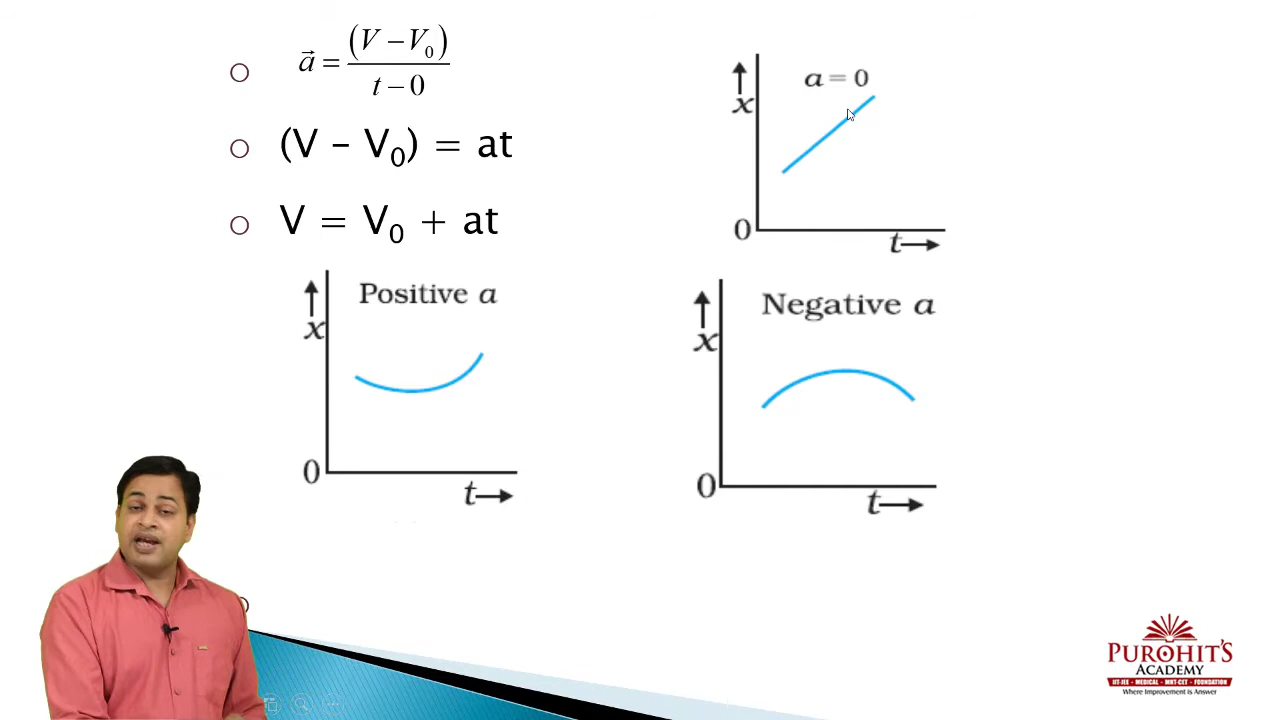 a⃗ = (V – V₀) / t – 0
(V – V₀) = at
V = V₀ + at
a = 0
x
0
t→
Positive a
x
0
t→
Negative a
x
0
t→
PUROHIT'S
ACADEMY
IIT-JEE - MEDICAL - MHT-CET - FOUNDATION
Where Improvement is Answer